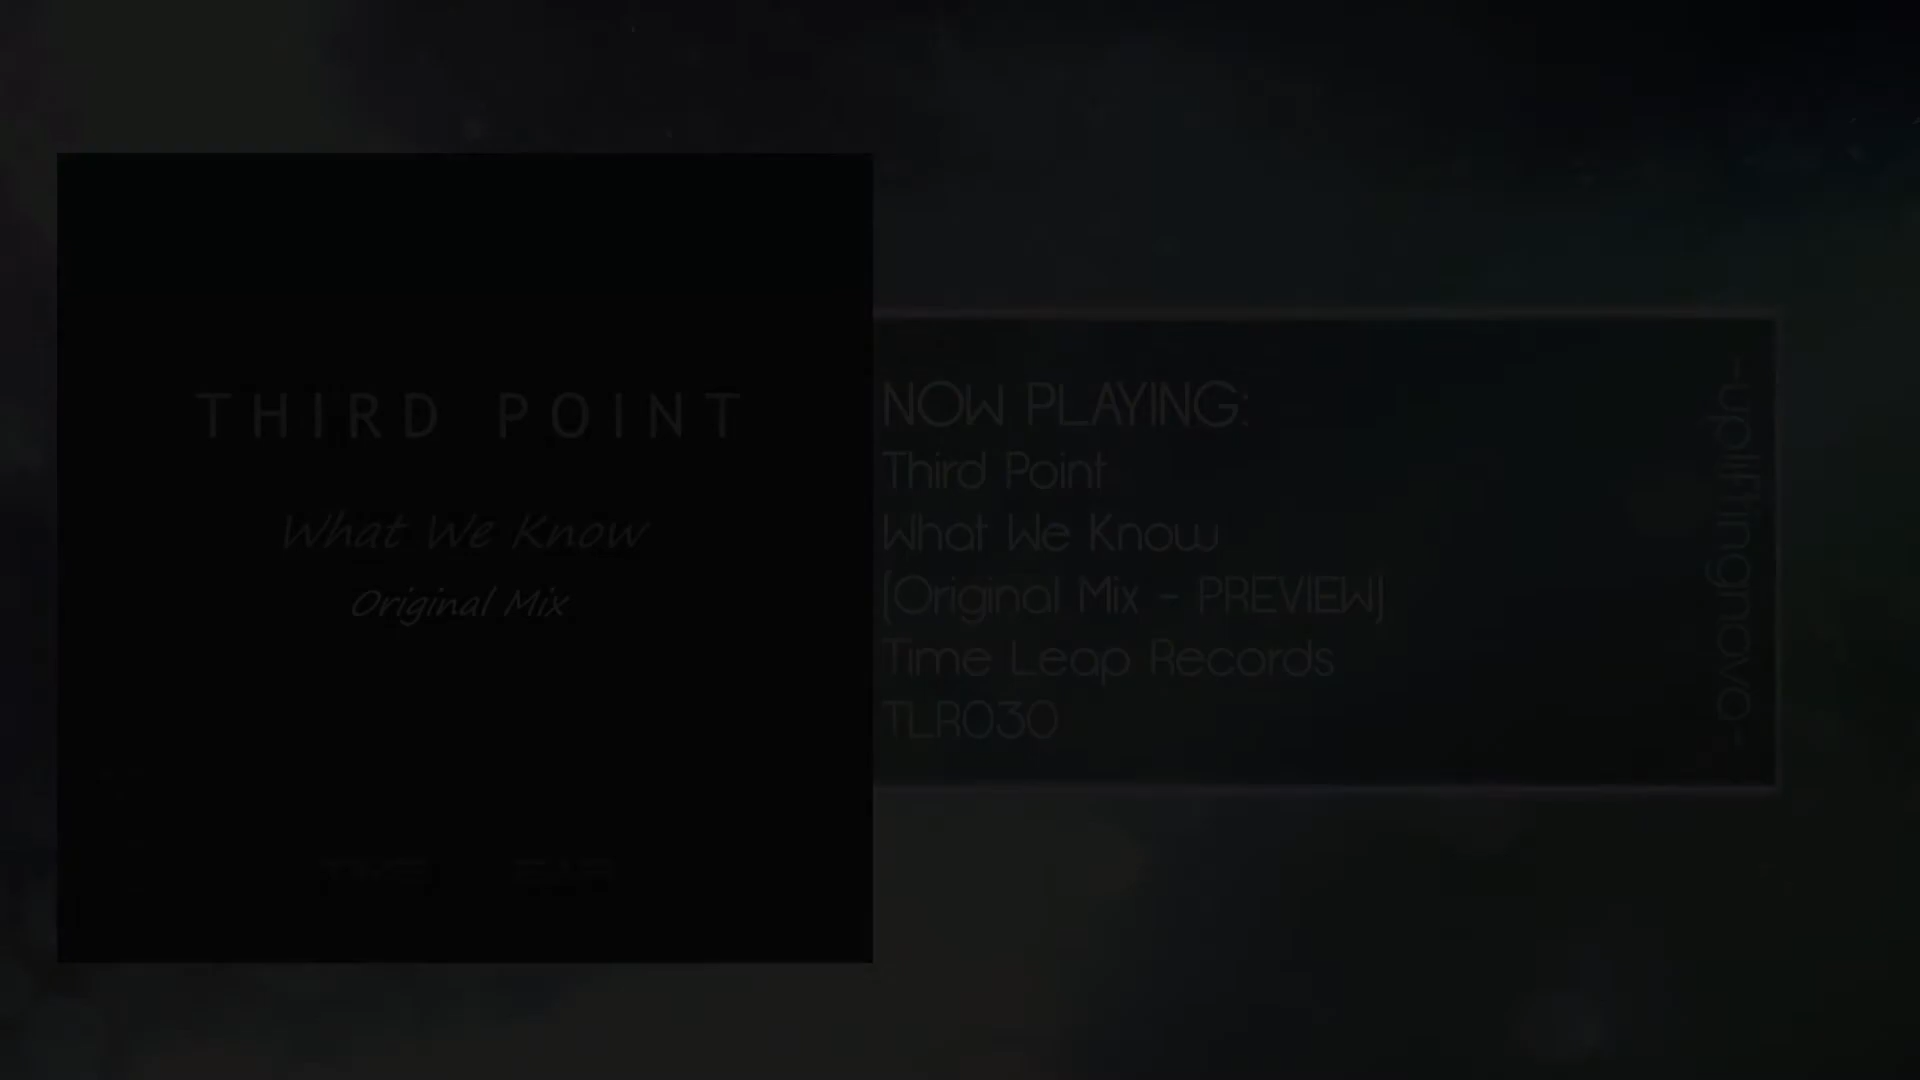 THIRD POINT
What We Know
Original Mix
NOW PLAYING:
Third Point
What We Know
(Original Mix - PREVIEW)
Time Leap Records
TLR030
~upliftingnova~